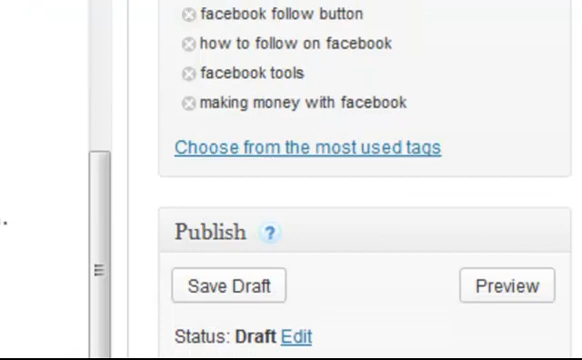 facebook follow button
how to follow on facebook
facebook tools
making money with facebook
Choose from the most used tags
Publish ?
Save Draft Preview
Status: Draft Edit